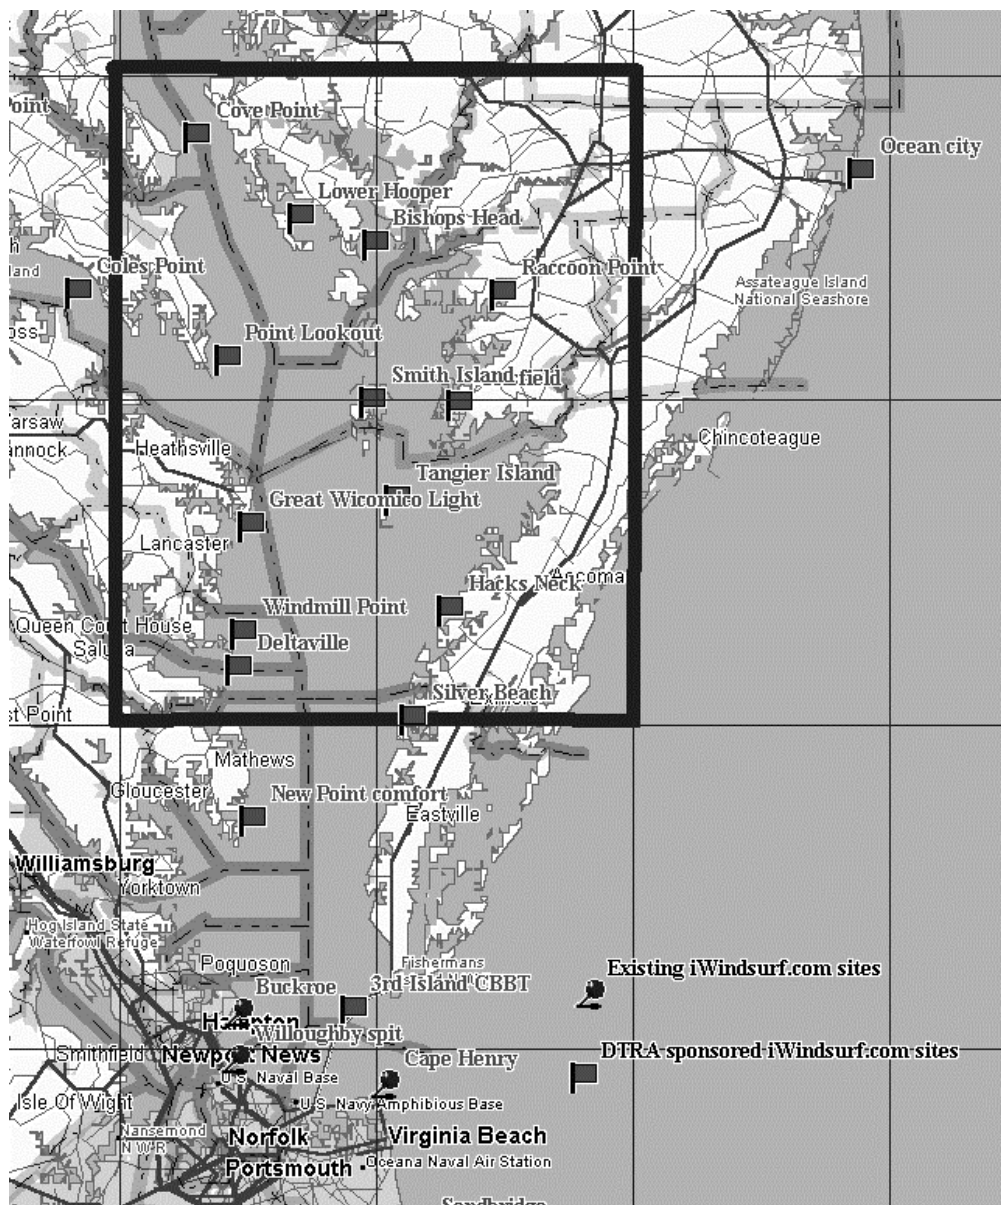 Cove Point
oint
Ocean city
Lower Hooper
Bishops Head
h
land
Coles Point
Raccoon Point
Assateague Island
National Seashore
oss
Point Lookout
Smith Island
field
arsaw
annock
Heathsville
Chincoteague
Tangier Island
Great Wicomico Light
Lancaster
Accoma
Hacks Neck
Windmill Point
Queen
Court House
Saluda
Deltaville
Silver Beach
st Point
Mathews
Gloucester
New Point comfort
Eastville
Williamsburg
Yorktown
Hog Island State
Waterfowl Refuge
Poquoson
Fishermans
Existing iWindsurf.com sites
Buckroe
3rd Island CBBT
Hampton
Willoughby spit
Smithfield
Newport News
Cape Henry
DTRA sponsored iWindsurf.com sites
U.S. Naval Base
Isle Of Wight
U.S. Navy Amphibious Base
Nansemond
N W R
Norfolk
Virginia Beach
Portsmouth
Oceana Naval Air Station
Sandbridge